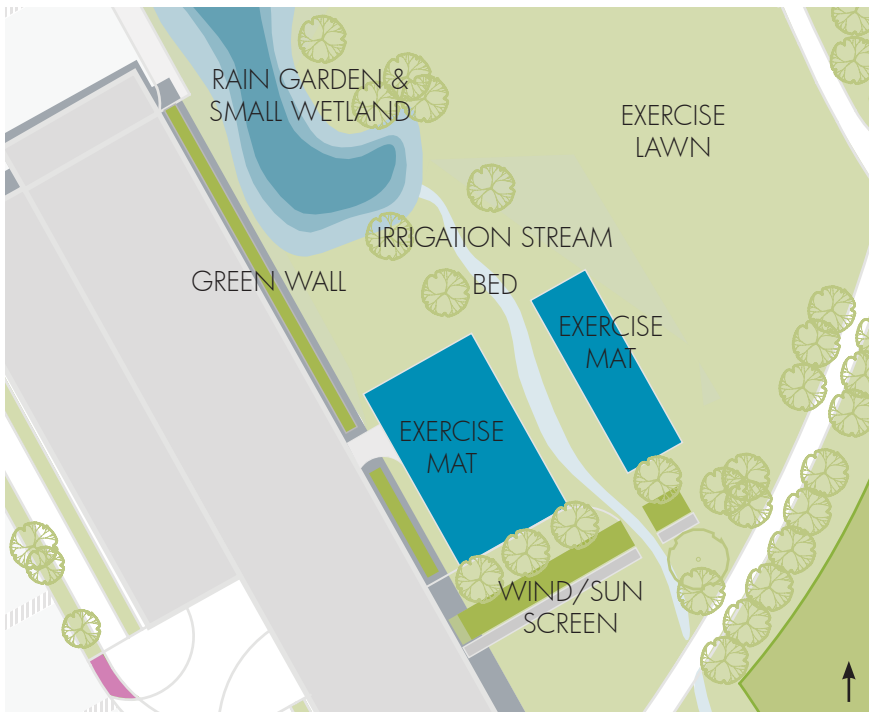 RAIN GARDEN &
SMALL WETLAND
EXERCISE
LAWN
IRRIGATION STREAM
BED
GREEN WALL
EXERCISE
MAT
EXERCISE
MAT
WIND/SUN
SCREEN